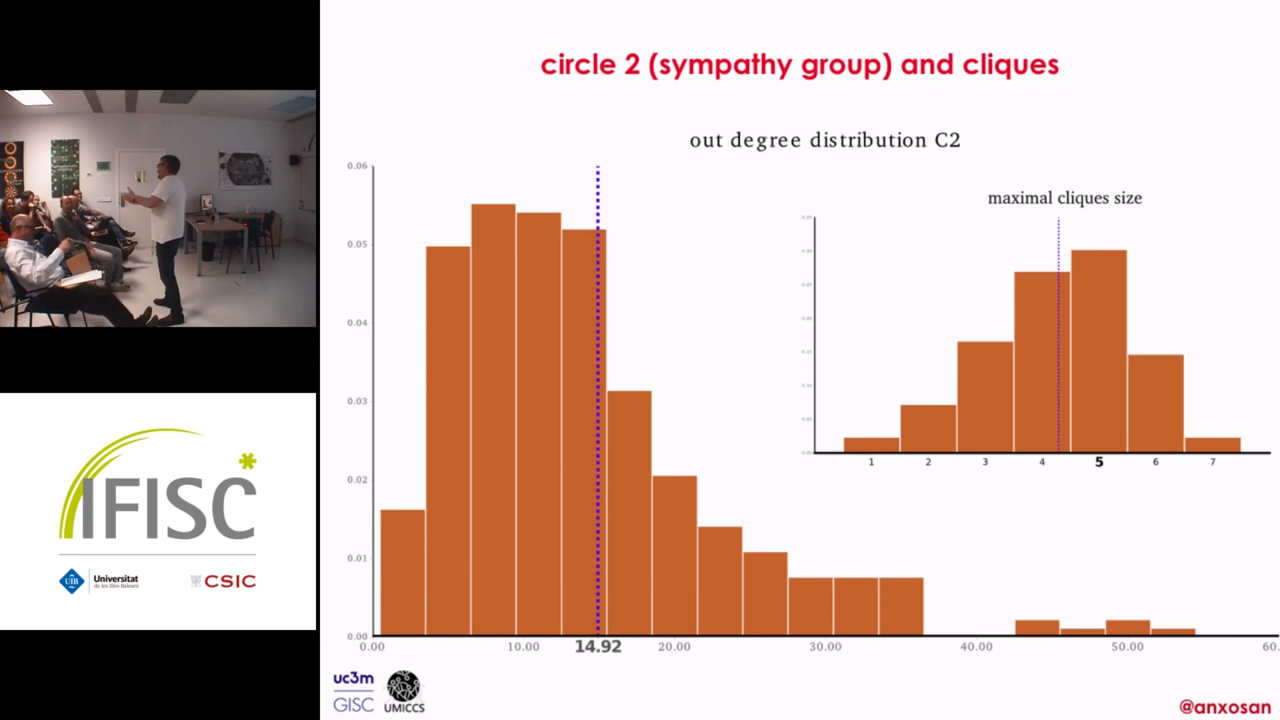 circle 2 (sympathy group) and cliques
out degree distribution C2
0.06
0.05
0.04
0.03
0.02
0.01
0.00
0.00
10.00
14.92
20.00
30.00
40.00
50.00
60.
maximal cliques size
1
2
3
4
5
6
7
IFISC
UIB
Universitat
de les Illes Balears
CSIC
uc3m
GISC
UMICCS
@anxosan